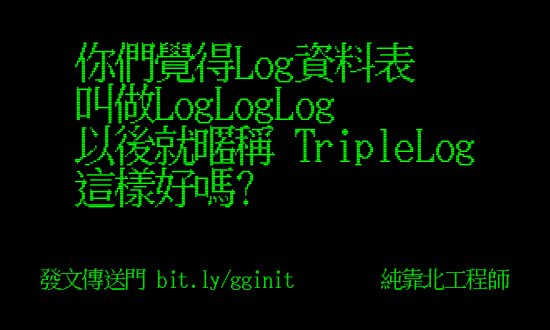 你們覺得Log資料表
叫做LogLogLog
以後就暱稱 TripleLog
這樣好嗎?
發文傳送門 bit.ly/gginit
純靠北工程師